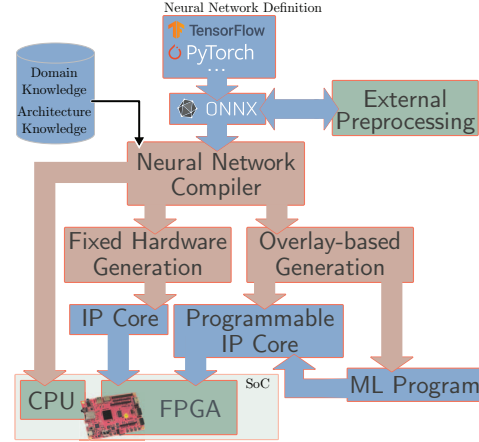 Neural Network Definition
TensorFlow
PyTorch
...
ONNX
Domain
Knowledge
Architecture
Knowledge
External
Preprocessing
Neural Network
Compiler
Fixed Hardware
Generation
Overlay-based
Generation
IP Core
Programmable
IP Core
ML Program
SoC
CPU
FPGA